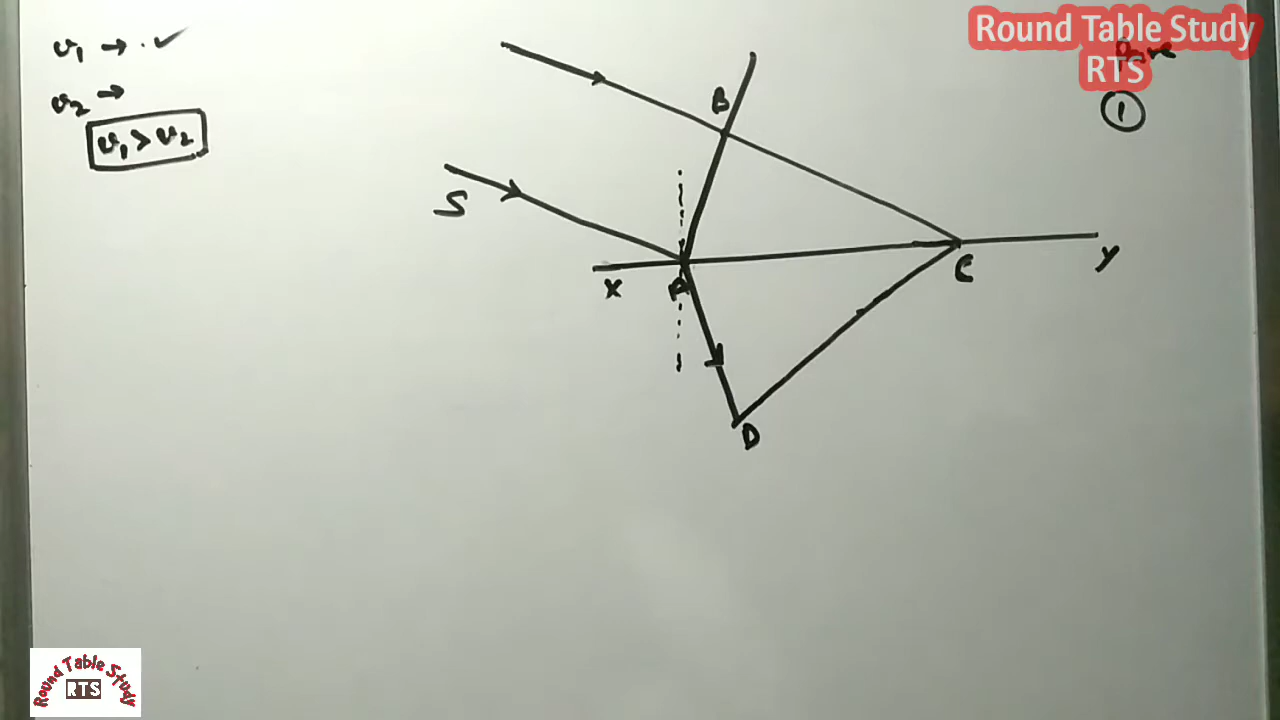 v₁ → . ✓
v₂ →
v₁ > v₂
Round Table Study
RTS
①
B
S
X
A
C
Y
D
Round Table Study
RTS